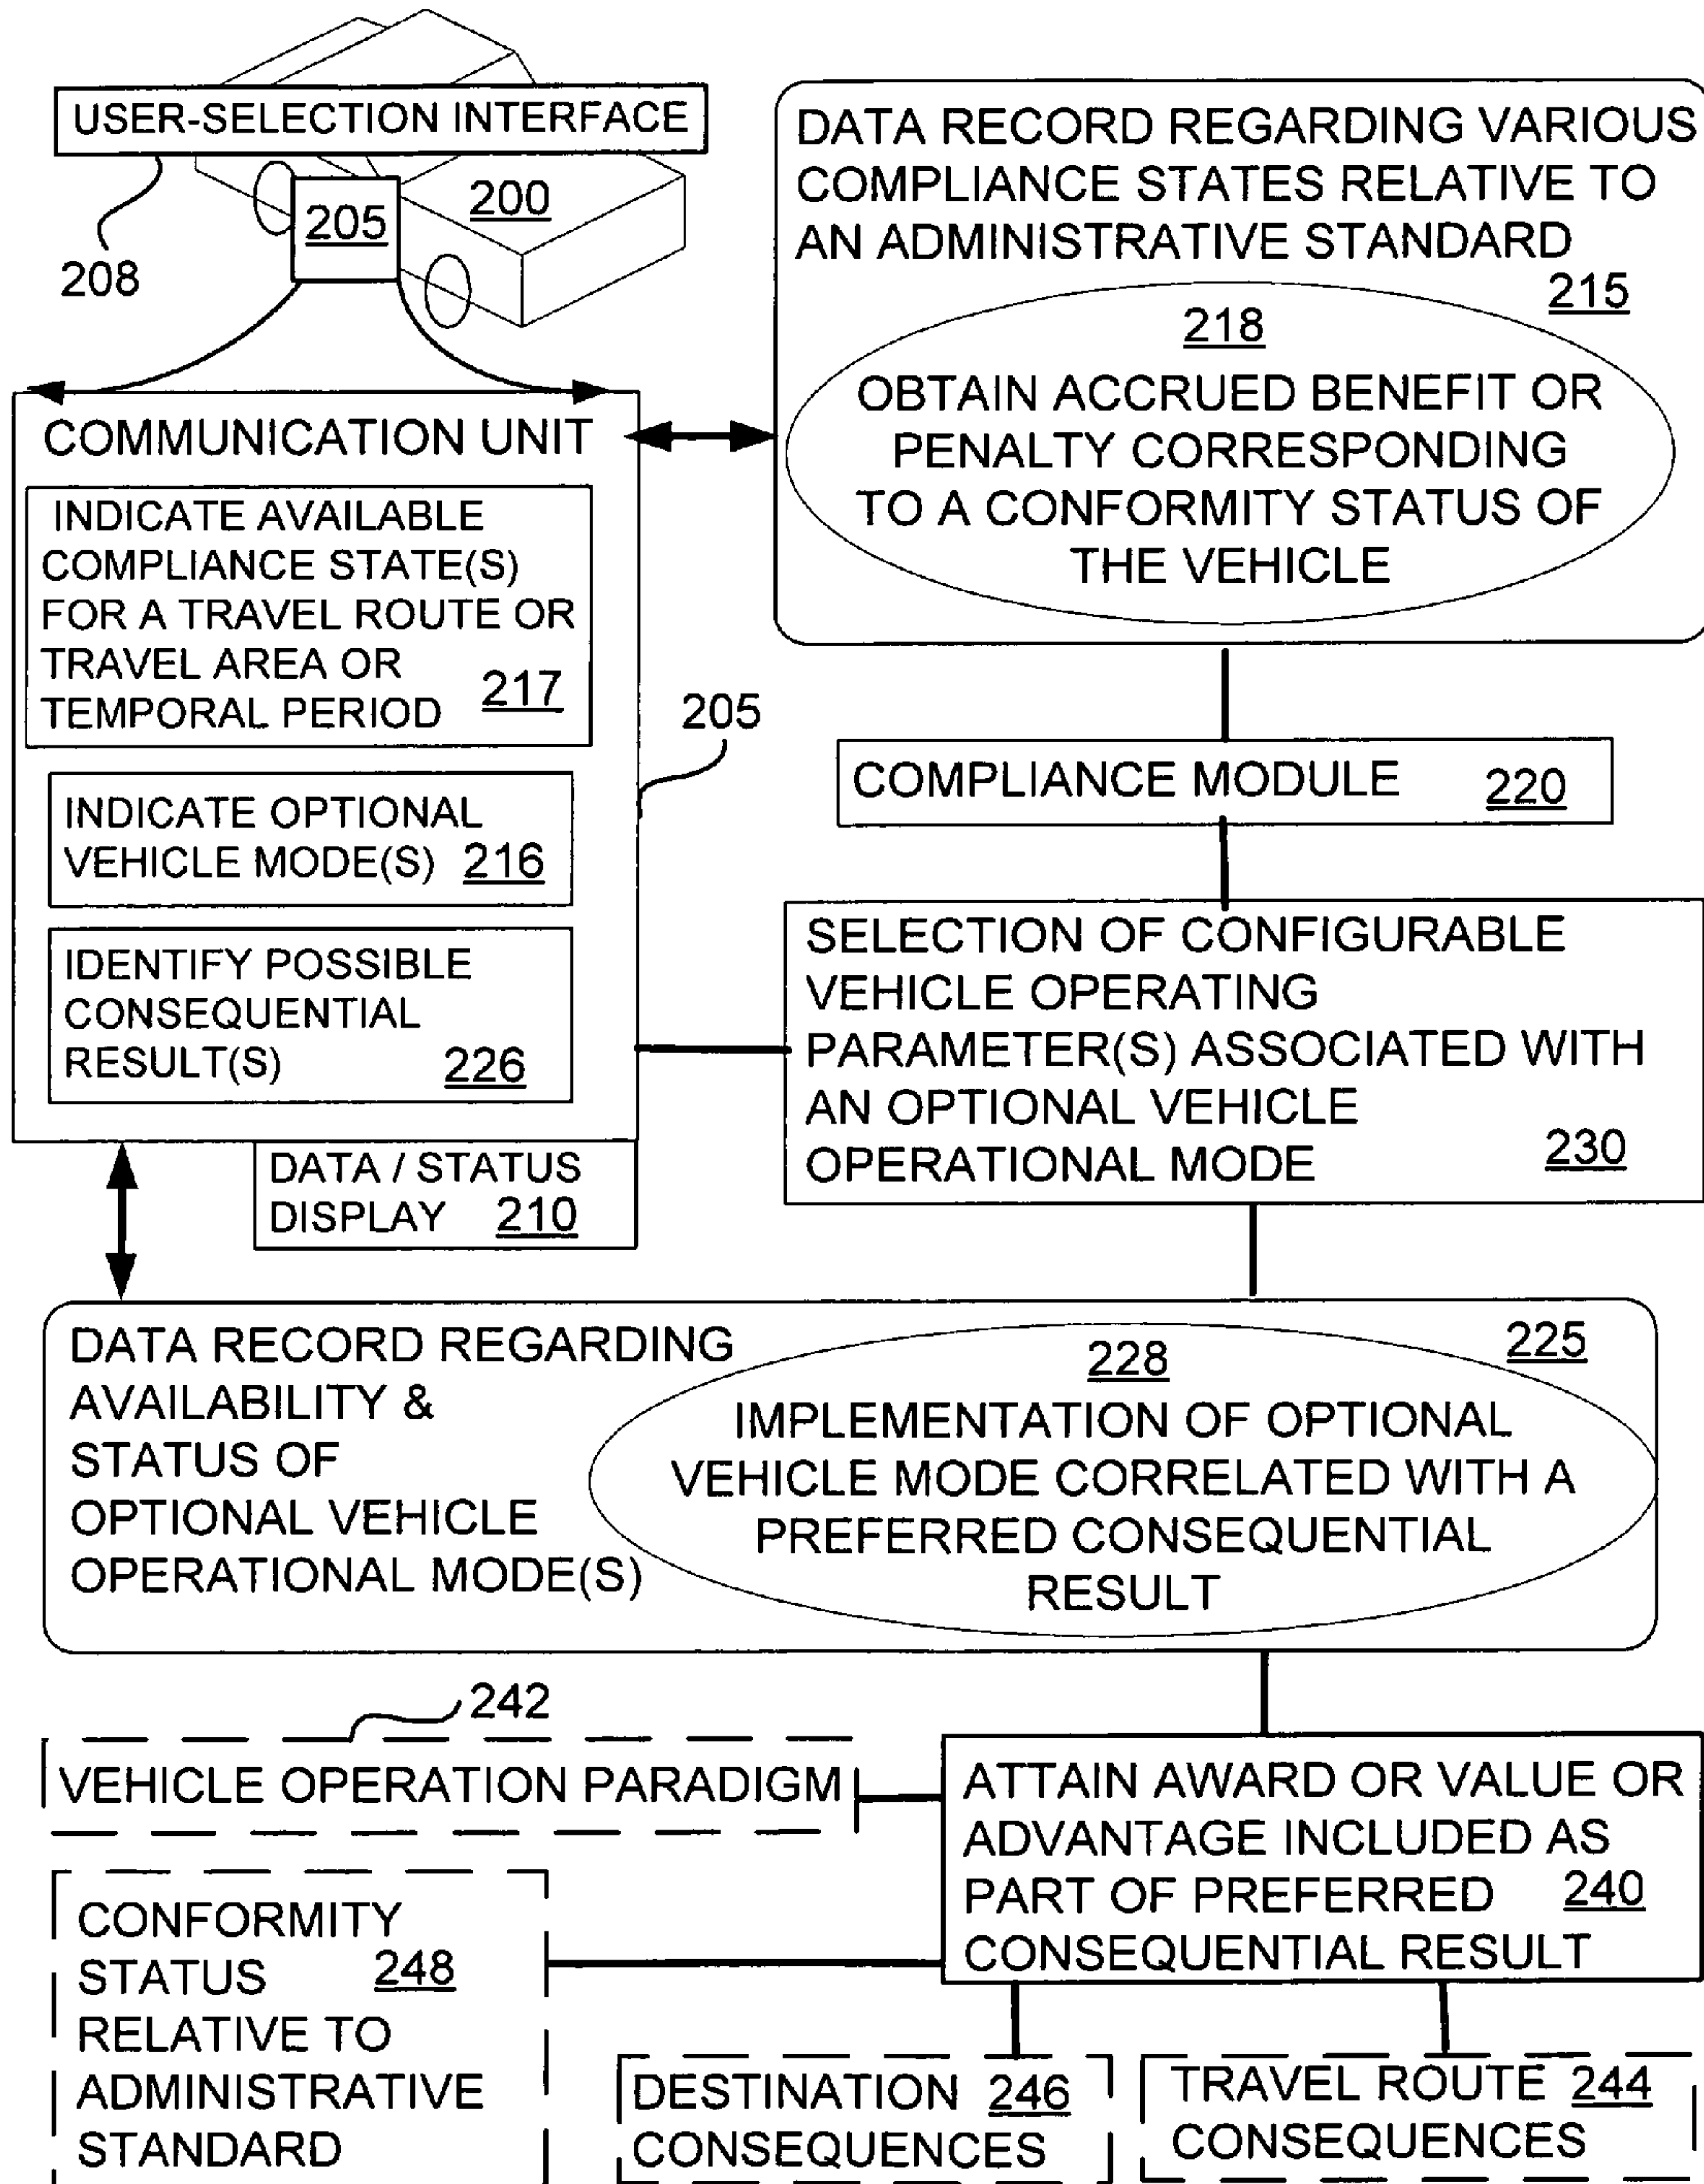 USER-SELECTION INTERFACE
200
205
208
DATA RECORD REGARDING VARIOUS
COMPLIANCE STATES RELATIVE TO
AN ADMINISTRATIVE STANDARD
215
218
OBTAIN ACCRUED BENEFIT OR
PENALTY CORRESPONDING
TO A CONFORMITY STATUS OF
THE VEHICLE
COMMUNICATION UNIT
INDICATE AVAILABLE
COMPLIANCE STATE(S)
FOR A TRAVEL ROUTE OR
TRAVEL AREA OR
TEMPORAL PERIOD 217
205
INDICATE OPTIONAL
VEHICLE MODE(S) 216
IDENTIFY POSSIBLE
CONSEQUENTIAL
RESULT(S) 226
DATA / STATUS
DISPLAY 210
COMPLIANCE MODULE 220
SELECTION OF CONFIGURABLE
VEHICLE OPERATING
PARAMETER(S) ASSOCIATED WITH
AN OPTIONAL VEHICLE
OPERATIONAL MODE 230
DATA RECORD REGARDING
AVAILABILITY &
STATUS OF
OPTIONAL VEHICLE
OPERATIONAL MODE(S)
225
228
IMPLEMENTATION OF OPTIONAL
VEHICLE MODE CORRELATED WITH A
PREFERRED CONSEQUENTIAL
RESULT
242
VEHICLE OPERATION PARADIGM
ATTAIN AWARD OR VALUE OR
ADVANTAGE INCLUDED AS
PART OF PREFERRED 240
CONSEQUENTIAL RESULT
CONFORMITY
STATUS 248
RELATIVE TO
ADMINISTRATIVE
STANDARD
DESTINATION 246
CONSEQUENCES
TRAVEL ROUTE 244
CONSEQUENCES